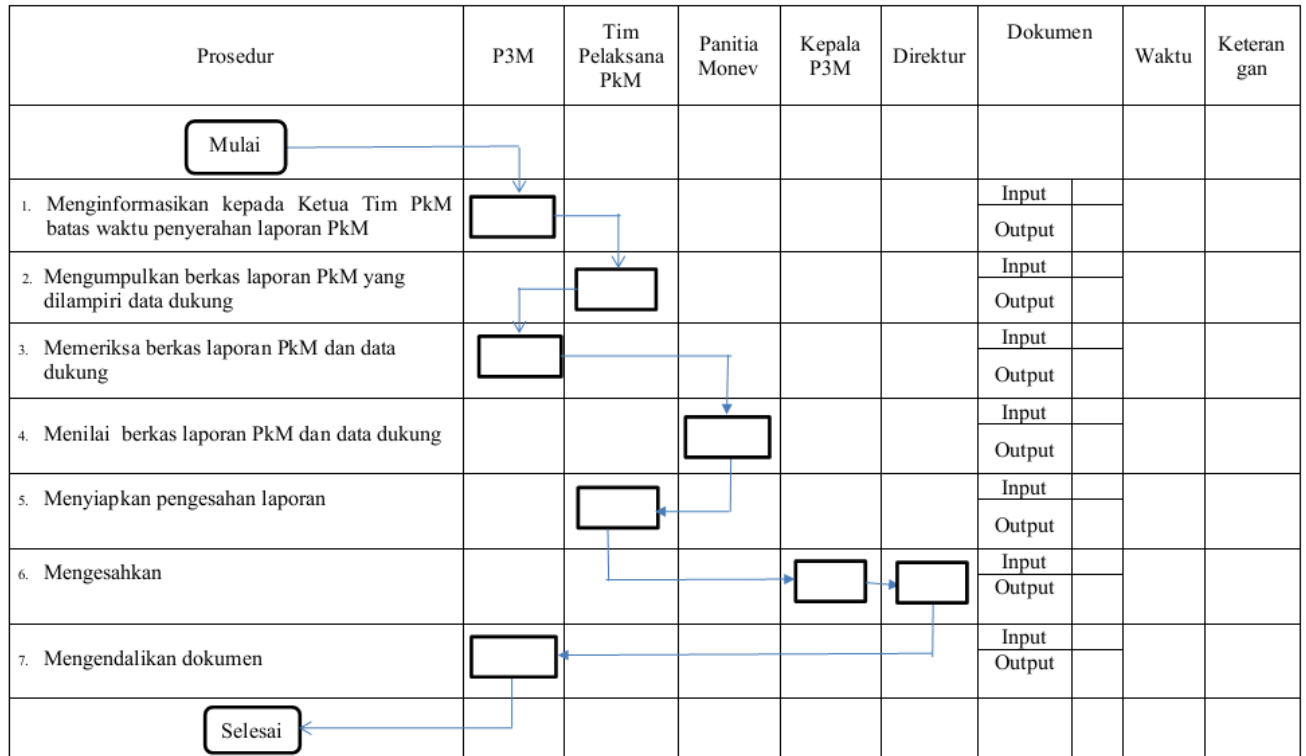 Prosedur
P3M
Tim
Pelaksana
PkM
Panitia
Monev
Kepala
P3M
Direktur
Dokumen
Waktu
Keteran
gan
Mulai
1. Menginformasikan kepada Ketua Tim PkM
batas waktu penyerahan laporan PkM
Input
Output
2. Mengumpulkan berkas laporan PkM yang
dilampiri data dukung
Input
Output
3. Memeriksa berkas laporan PkM dan data
dukung
Input
Output
4. Menilai berkas laporan PkM dan data dukung
Input
Output
5. Menyiapkan pengesahan laporan
Input
Output
6. Mengesahkan
Input
Output
7. Mengendalikan dokumen
Input
Output
Selesai